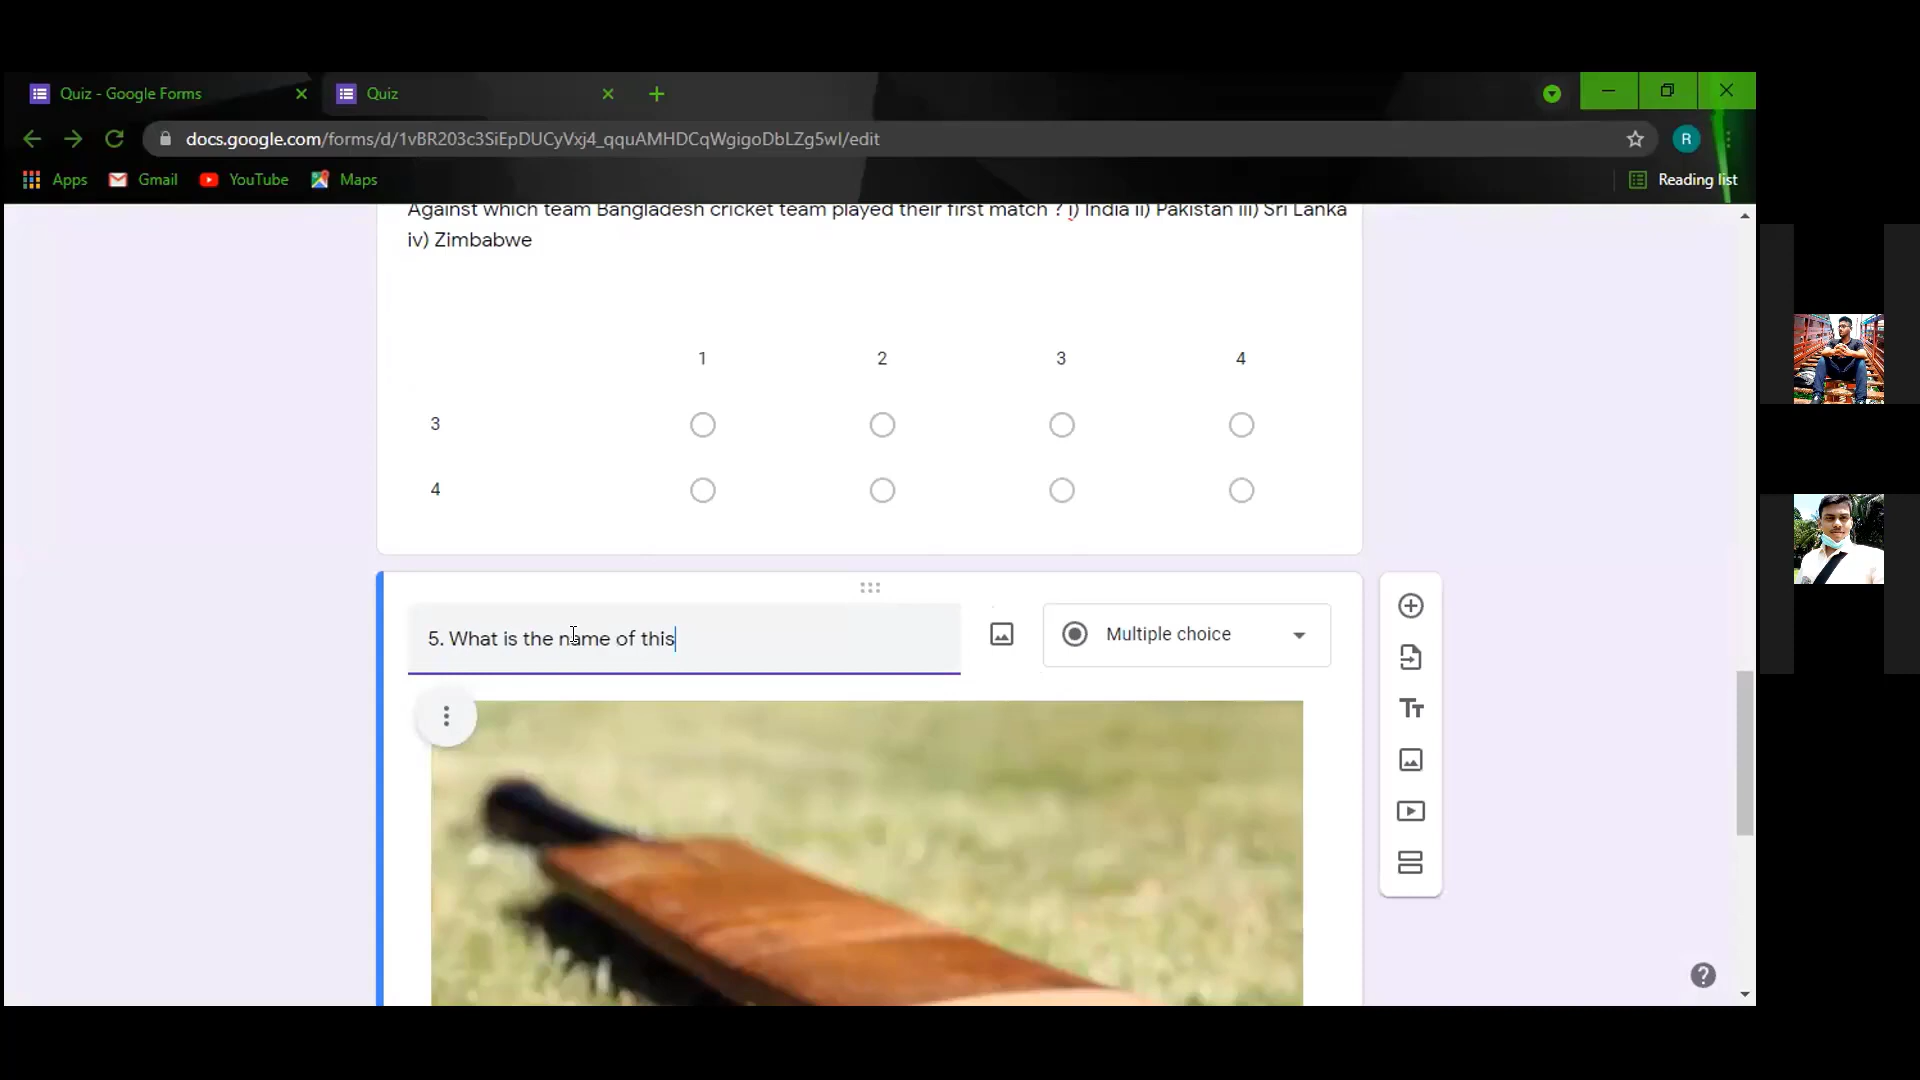 Quiz - Google Forms
Quiz
docs.google.com/forms/d/1vBR203c3SiEpDUCyVxj4_qquAMHDCqWgigoDbLZg5wI/edit
R
Apps
Gmail
YouTube
Maps
Reading list
Against which team Bangladesh cricket team played their first match ? i) India ii) Pakistan iii) Sri Lanka
iv) Zimbabwe
1 2 3 4
3
4
5. What is the name of this
Multiple choice